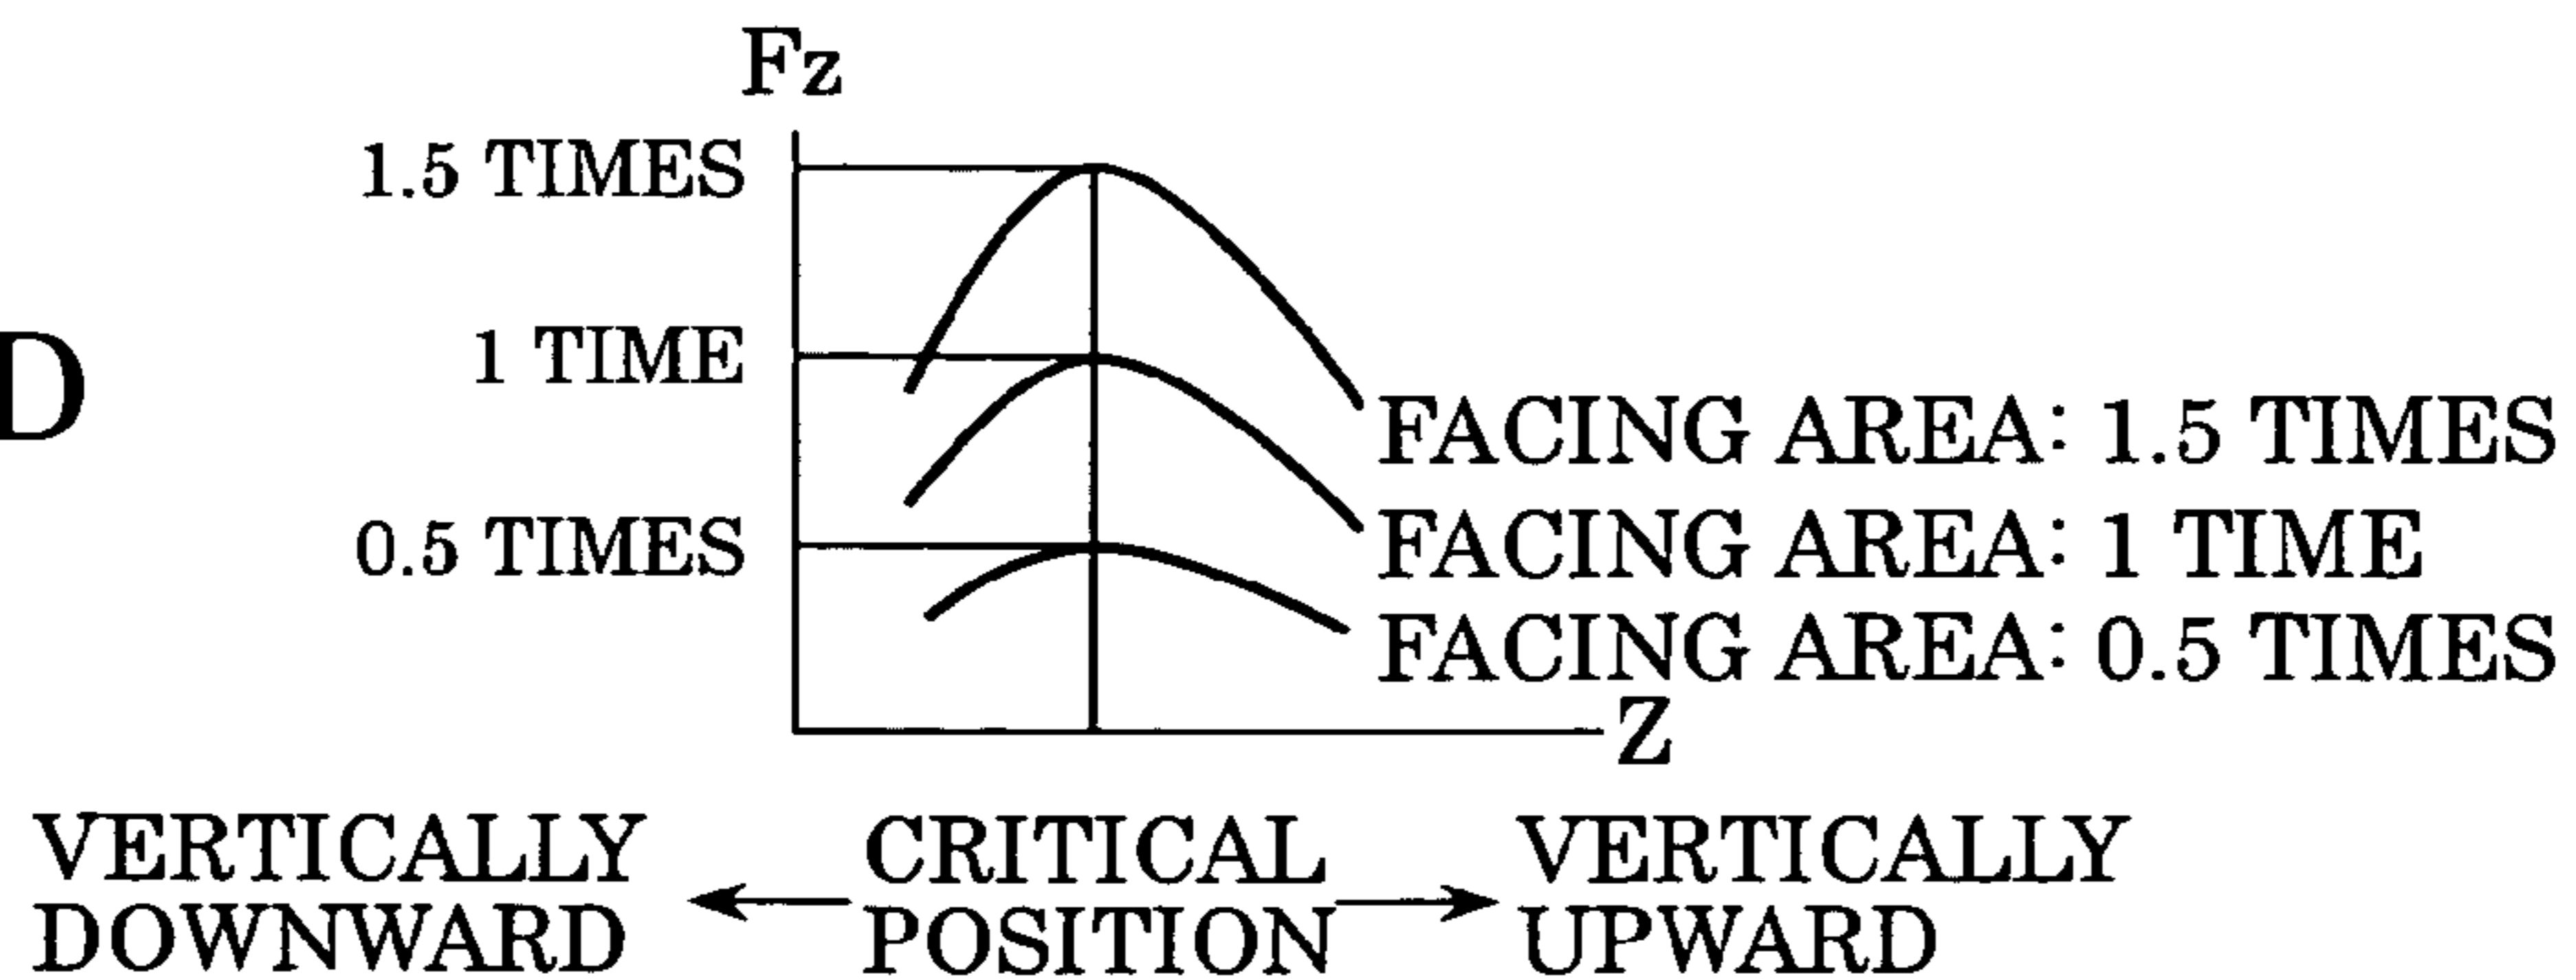 Fz
1.5 TIMES
1 TIME
D
0.5 TIMES
FACING AREA: 1.5 TIMES
FACING AREA: 1 TIME
FACING AREA: 0.5 TIMES
Z
VERTICALLY
DOWNWARD
CRITICAL
POSITION
VERTICALLY
UPWARD